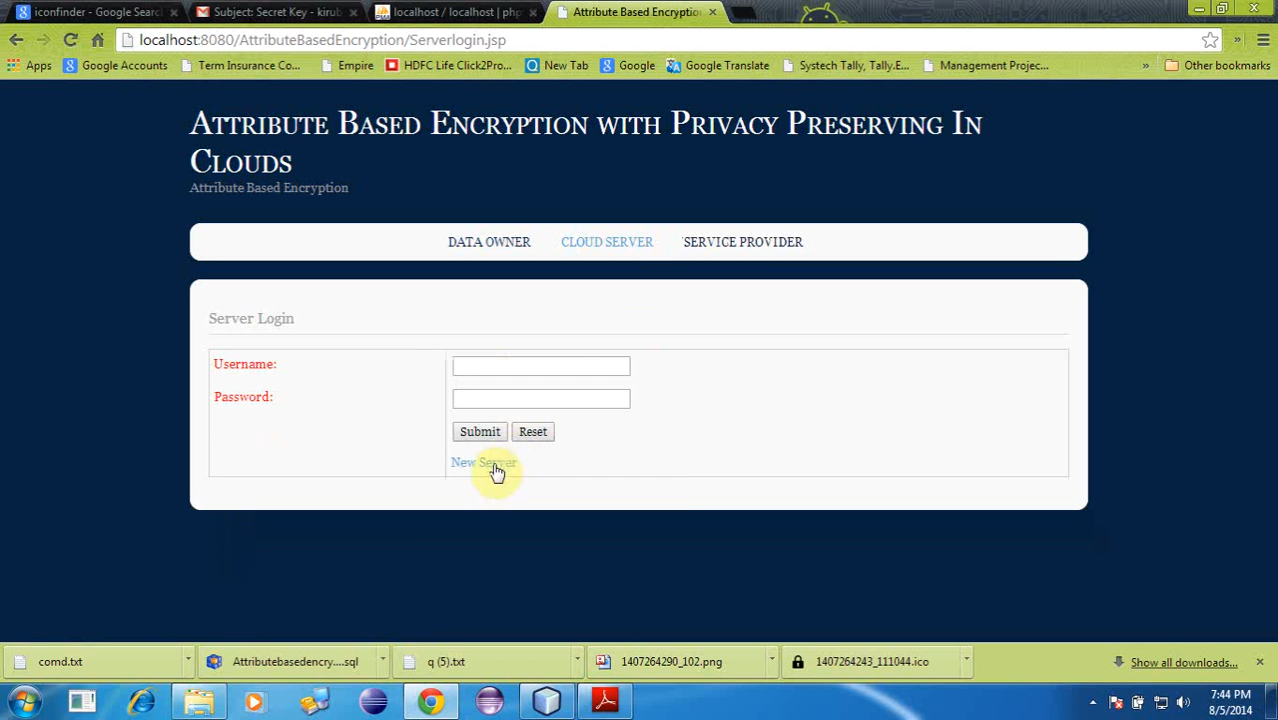 iconfinder - Google Searc
Subject: Secret Key - kirub
localhost / localhost | php
Attribute Based Encryptio
localhost:8080/AttributeBasedEncryption/Serverlogin.jsp
Apps
Google Accounts
Term Insurance Co...
Empire
HDFC Life Click2Pro...
New Tab
Google
Google Translate
Systech Tally, Tally.E...
Management Projec...
»
Other bookmarks
Attribute Based Encryption with Privacy Preserving In
Clouds
Attribute Based Encryption
DATA OWNER
CLOUD SERVER
SERVICE PROVIDER
Server Login
Username:
Password:
Submit
Reset
New Server
comd.txt
Attributebasedencry....sql
q (5).txt
1407264290_102.png
1407264243_111044.ico
Show all downloads...
7:44 PM
8/5/2014